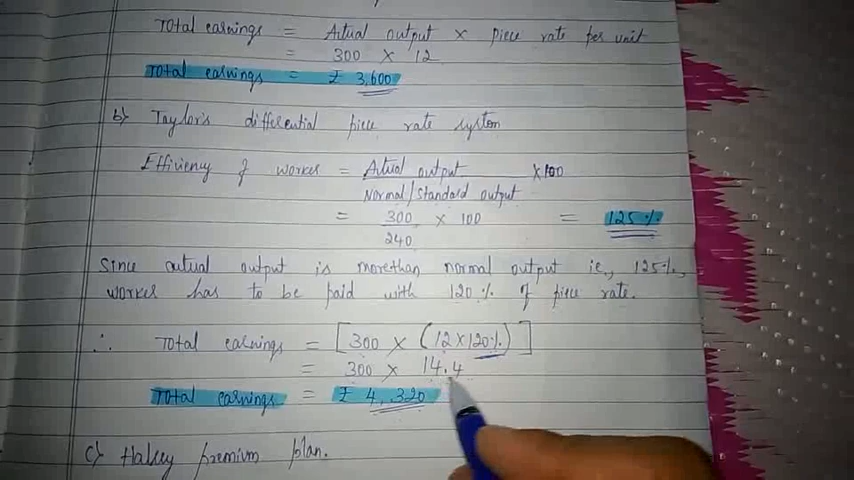 Total earnings = Actual output × piece rate per unit
= 300 × 12
Total earnings = ₹ 3,600
b) Taylor's differential piece rate system
Efficiency of worker = Actual output ×100
Normal/standard output
= 300 × 100 = 125%
240
Since actual output is more than normal output ie., 125%,
worker has to be paid with 120% of piece rate.
∴ Total earnings = [300 × (12×120%)]
= 300 × 14.4
Total earnings = ₹ 4,320
c) Halsey premium plan.